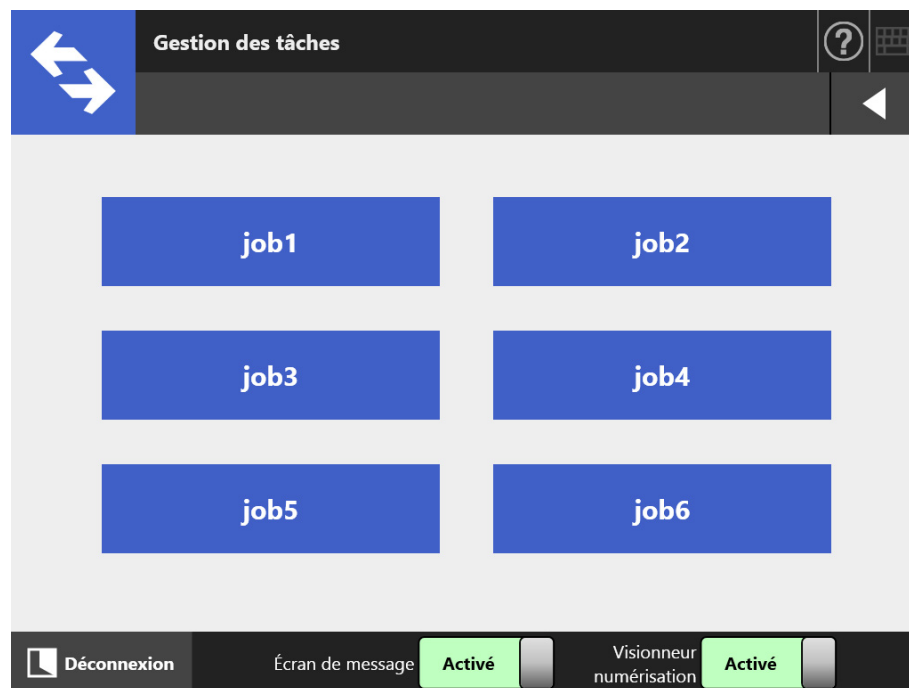 Gestion des tâches
?
job1
job2
job3
job4
job5
job6
Déconnexion
Écran de message
Activé
Visionneur
numérisation
Activé